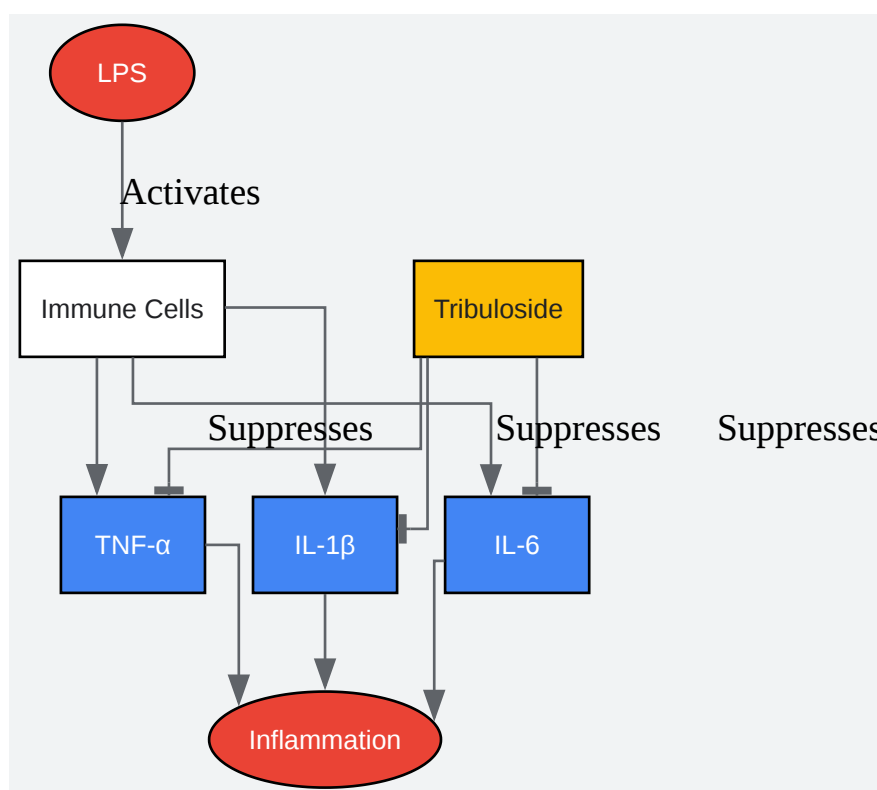 LPS
Activates
Immune Cells
Tribuloside
Suppresses
Suppresses
Suppresses
TNF-α
IL-1β
IL-6
Inflammation